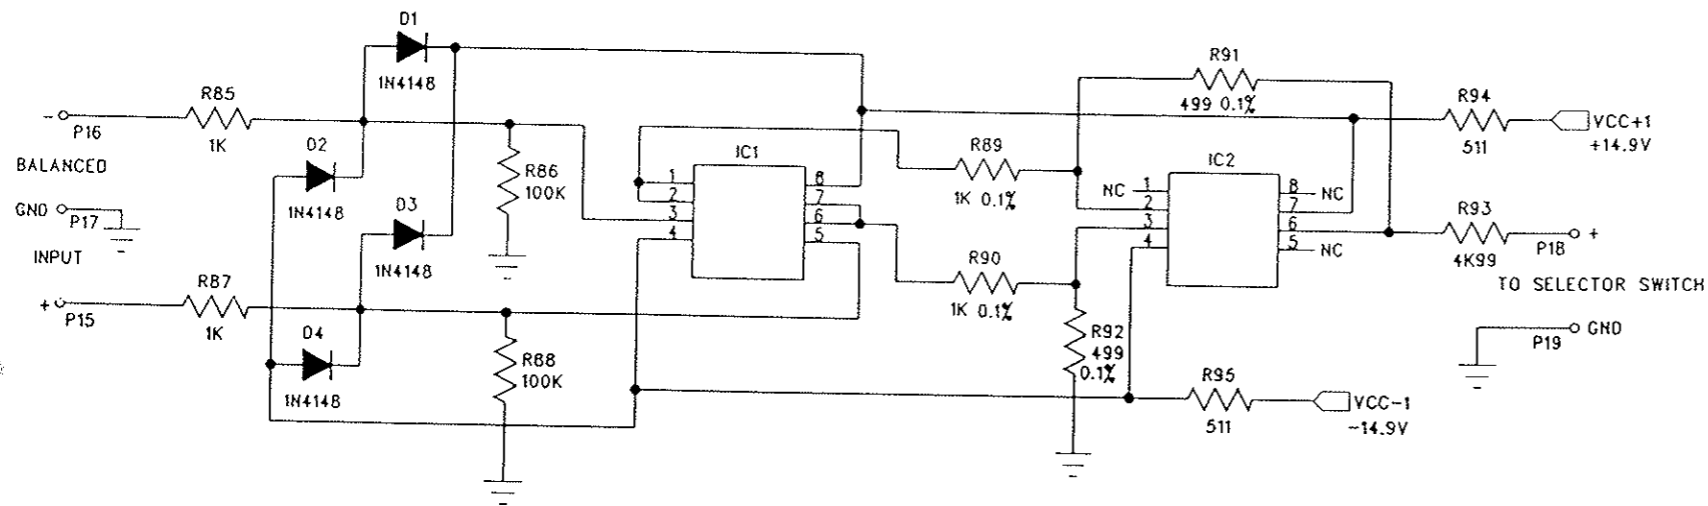 D1
1N4148
R85
1K
- P16
BALANCED
D2
1N4148
GND P17
INPUT
D3
1N4148
R86
100K
+ P15
R87
1K
D4
1N4148
R88
100K
IC1
1
2
3
4
8
7
6
5
R89
1K 0.1%
R90
1K 0.1%
R91
499 0.1%
R92
499
0.1%
IC2
NC 1
2
3
4
8 NC
7
6
5 NC
R94
511
VCC+1
+14.9V
R93
4K99
P18 +
TO SELECTOR SWITCH
P19 GND
R95
511
VCC-1
-14.9V